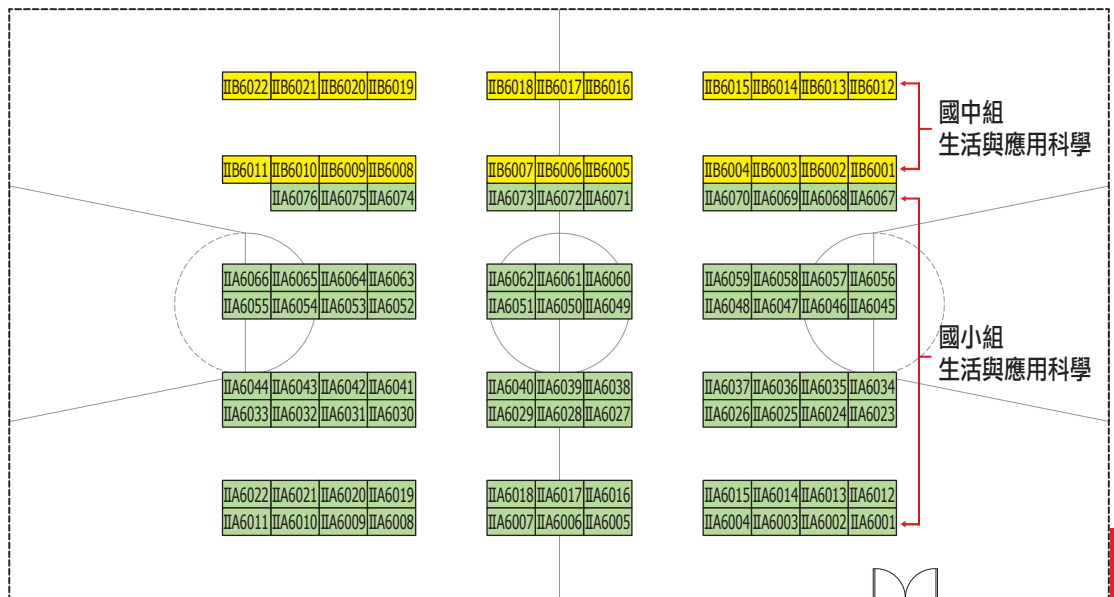 IIB6022 IIB6021 IIB6020 IIB6019 IIB6018 IIB6017 IIB6016 IIB6015 IIB6014 IIB6013 IIB6012
國中組
生活與應用科學
IIB6011 IIB6010 IIB6009 IIB6008 IIB6007 IIB6006 IIB6005 IIB6004 IIB6003 IIB6002 IIB6001
IIA6076 IIA6075 IIA6074 IIA6073 IIA6072 IIA6071 IIA6070 IIA6069 IIA6068 IIA6067
IIA6066 IIA6065 IIA6064 IIA6063 IIA6062 IIA6061 IIA6060 IIA6059 IIA6058 IIA6057 IIA6056
IIA6055 IIA6054 IIA6053 IIA6052 IIA6051 IIA6050 IIA6049 IIA6048 IIA6047 IIA6046 IIA6045
國小組
生活與應用科學
IIA6044 IIA6043 IIA6042 IIA6041 IIA6040 IIA6039 IIA6038 IIA6037 IIA6036 IIA6035 IIA6034
IIA6033 IIA6032 IIA6031 IIA6030 IIA6029 IIA6028 IIA6027 IIA6026 IIA6025 IIA6024 IIA6023
IIA6022 IIA6021 IIA6020 IIA6019 IIA6018 IIA6017 IIA6016 IIA6015 IIA6014 IIA6013 IIA6012
IIA6011 IIA6010 IIA6009 IIA6008 IIA6007 IIA6006 IIA6005 IIA6004 IIA6003 IIA6002 IIA6001